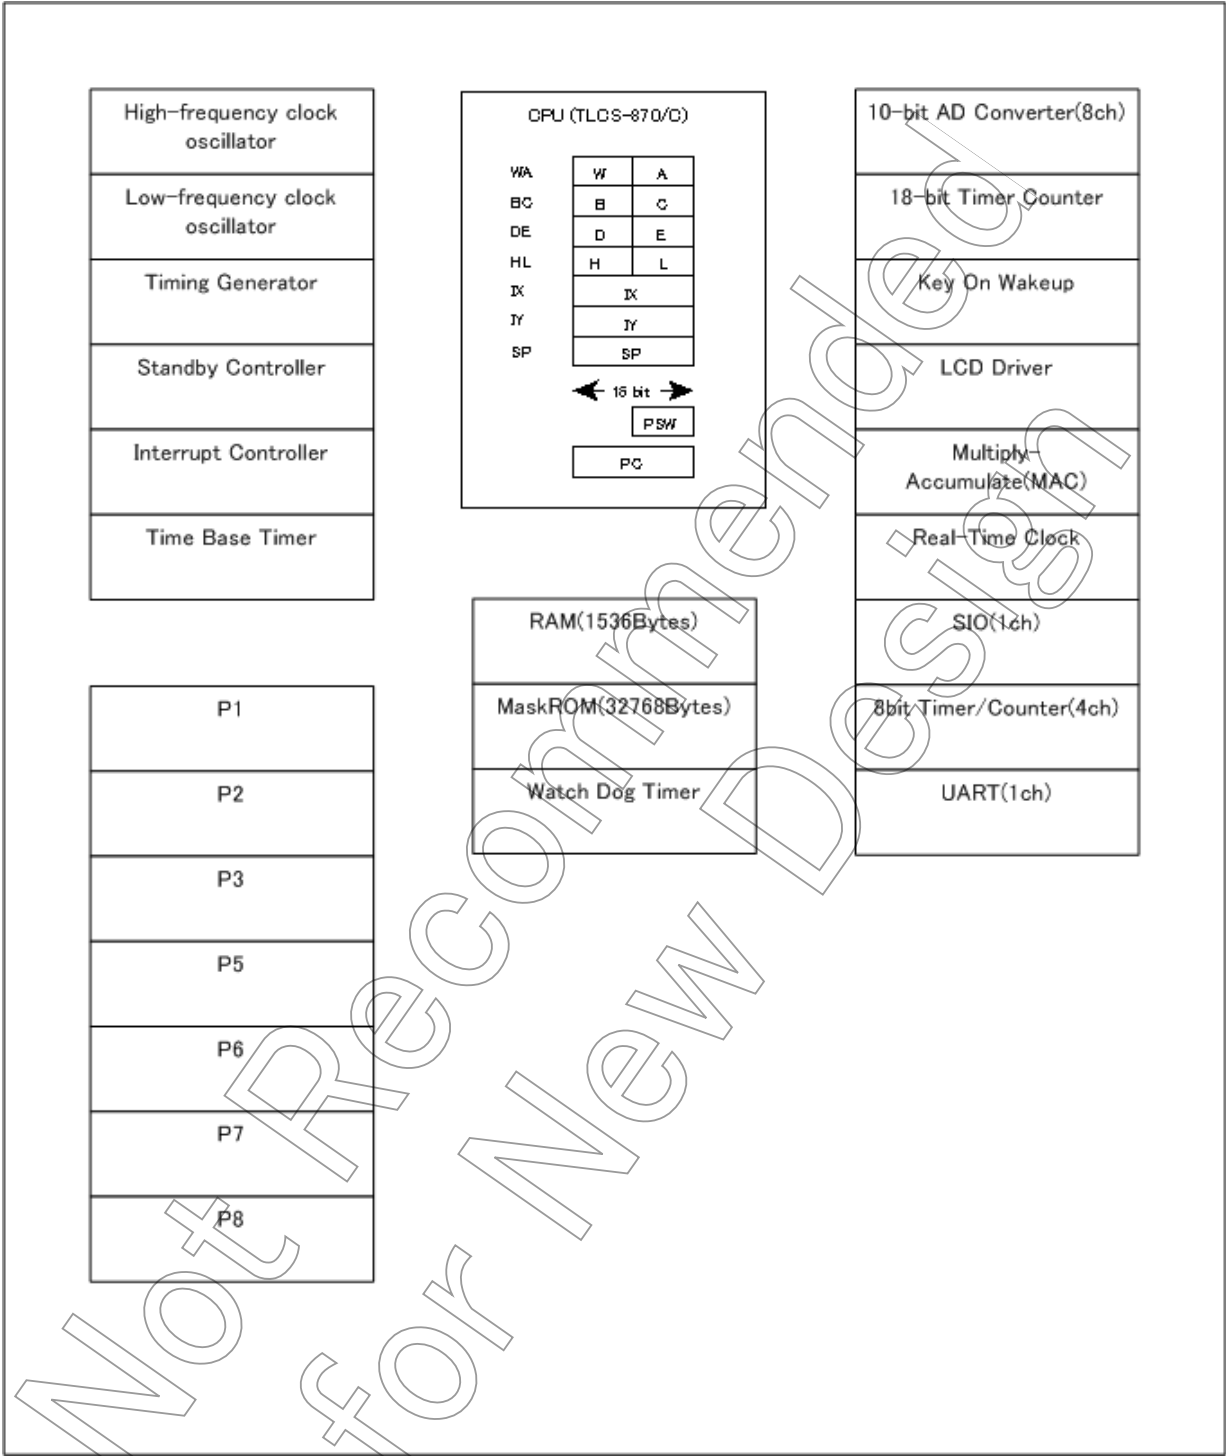 High-frequency clock
oscillator
Low-frequency clock
oscillator
Timing Generator
Standby Controller
Interrupt Controller
Time Base Timer
P1
P2
P3
P5
P6
P7
P8
CPU (TLCS-870/C)
WA W A
BC B C
DE D E
HL H L
IX IX
IY IY
SP SP
16 bit
PSW
PC
RAM(1536Bytes)
MaskROM(32768Bytes)
Watch Dog Timer
10-bit AD Converter(8ch)
18-bit Timer Counter
Key On Wakeup
LCD Driver
Multiply-
Accumulate(MAC)
Real-Time Clock
SIO(1ch)
8bit Timer/Counter(4ch)
UART(1ch)
Not Recommended
for New Design